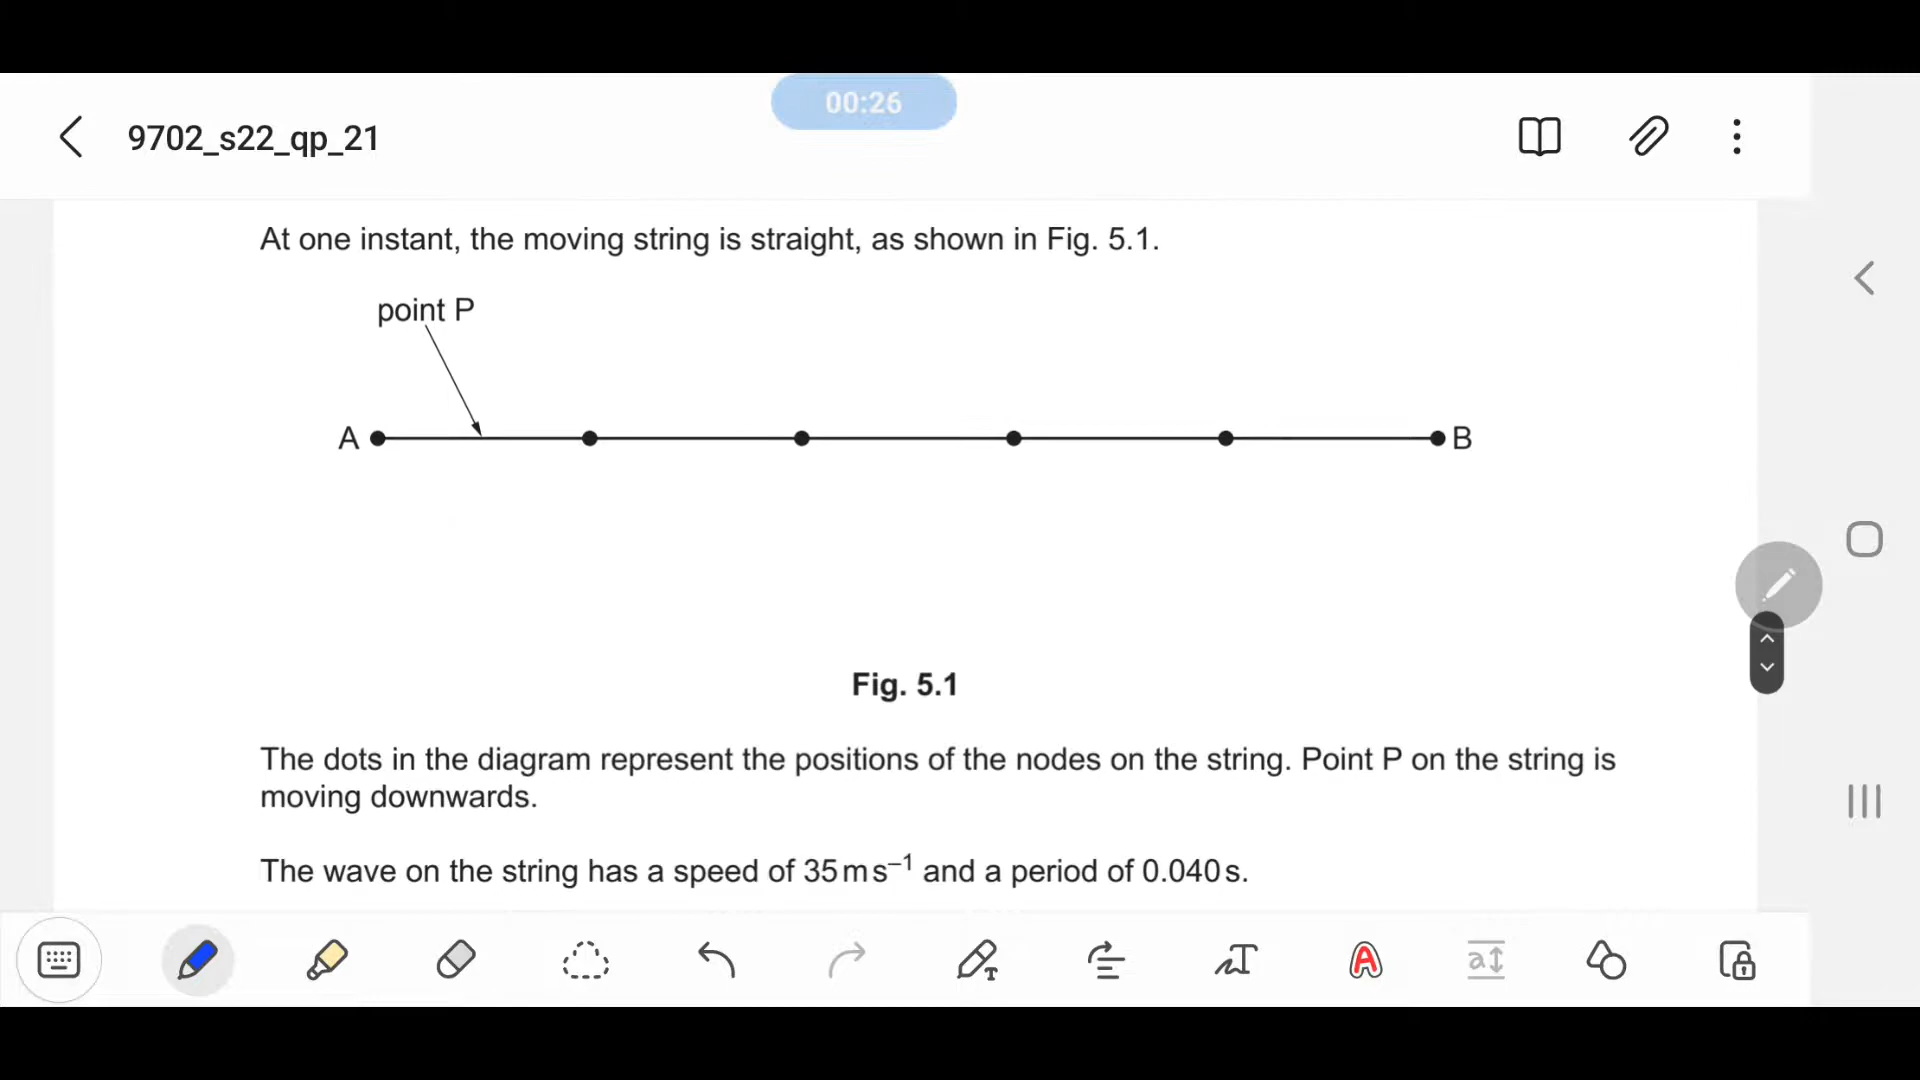 00:26
9702_s22_qp_21
At one instant, the moving string is straight, as shown in Fig. 5.1.
point P
A
B
Fig. 5.1
The dots in the diagram represent the positions of the nodes on the string. Point P on the string is
moving downwards.
The wave on the string has a speed of 35 m s⁻¹ and a period of 0.040 s.
T
T
A
a